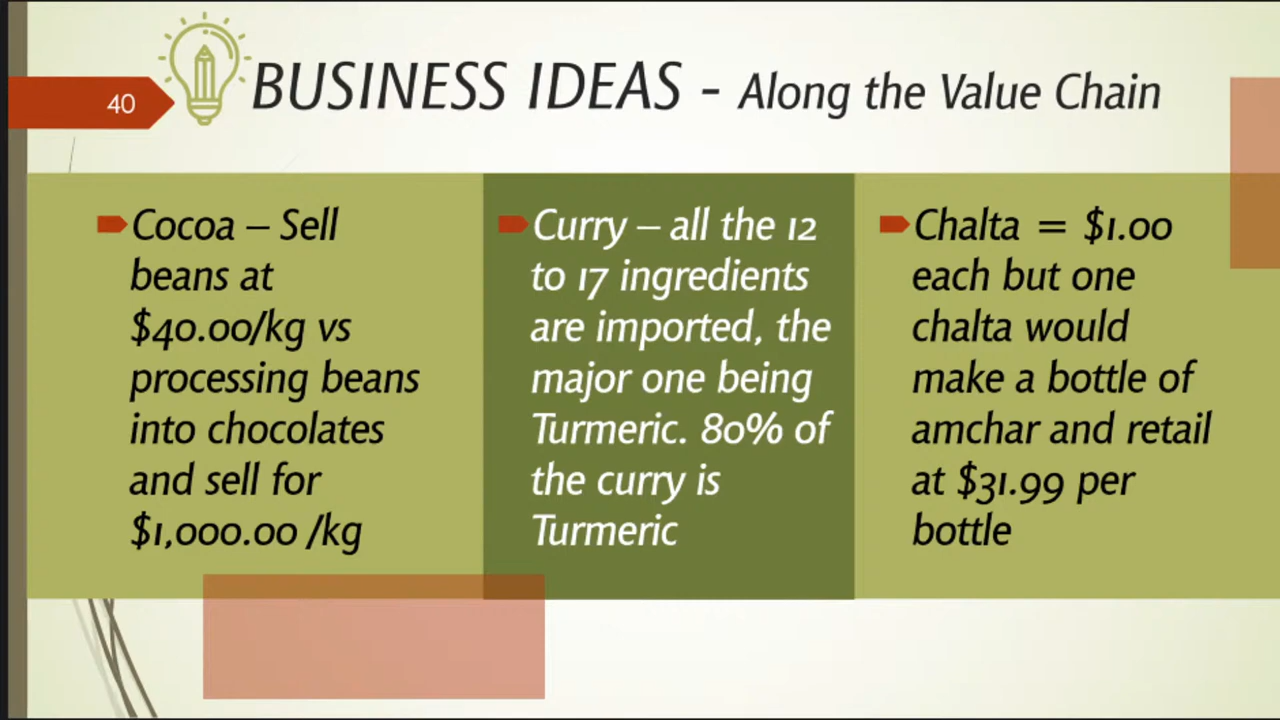 40
BUSINESS IDEAS - Along the Value Chain
Cocoa – Sell
beans at
$40.00/kg vs
processing beans
into chocolates
and sell for
$1,000.00 /kg
Curry – all the 12
to 17 ingredients
are imported, the
major one being
Turmeric. 80% of
the curry is
Turmeric
Chalta = $1.00
each but one
chalta would
make a bottle of
amchar and retail
at $31.99 per
bottle